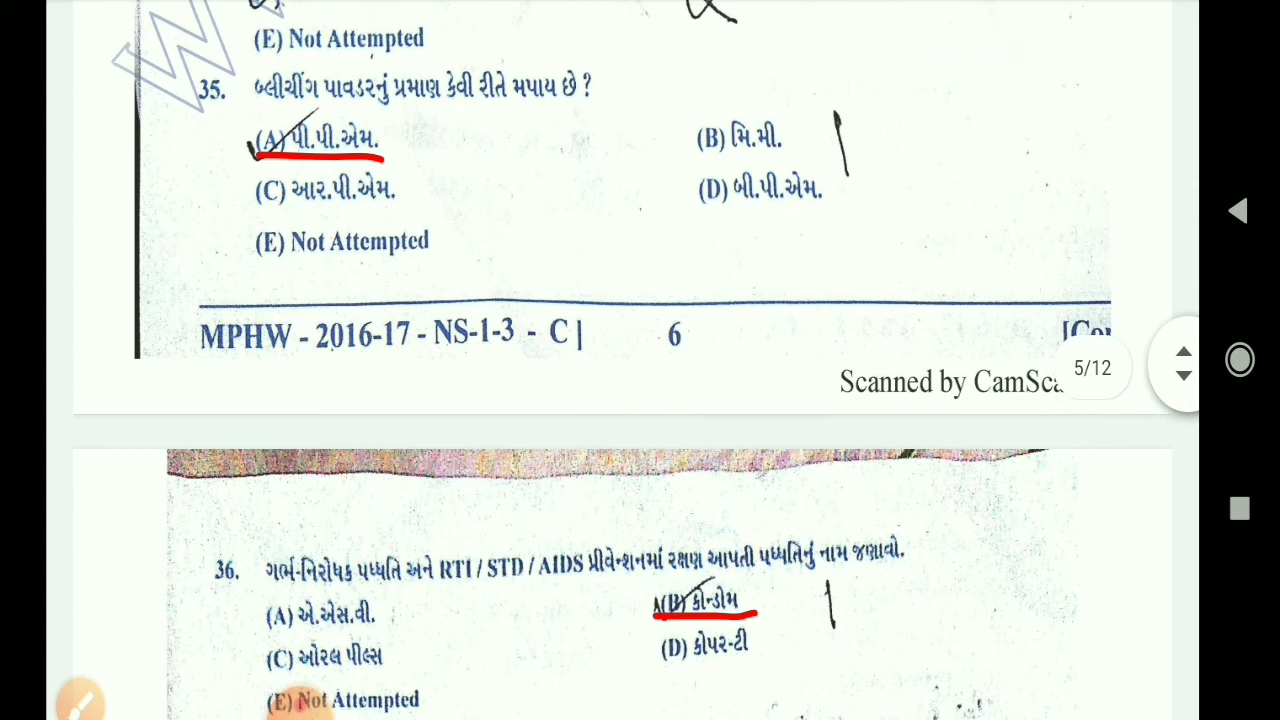 (E) Not Attempted
35. બ્લીચીંગ પાવડરનું પ્રમાણ કેવી રીતે મપાય છે ?
(A) પી.પી.એમ.
(B) મિ.મી.
(C) આર.પી.એમ.
(D) બી.પી.એમ.
(E) Not Attempted
MPHW - 2016-17 - NS-1-3 - C | 6
Scanned by
5/12
36. ગર્ભ-નિરોધક પધ્ધતિ અને RTI / STD / AIDS પ્રીવેન્શનમાં રક્ષણ આપતી પધ્ધતિનું નામ જણાવો.
(A) એ.એસ.વી.
(B) કોન્ડોમ
(C) ઓરલ પીલ્સ
(D) કોપર-ટી
(E) Not Attempted